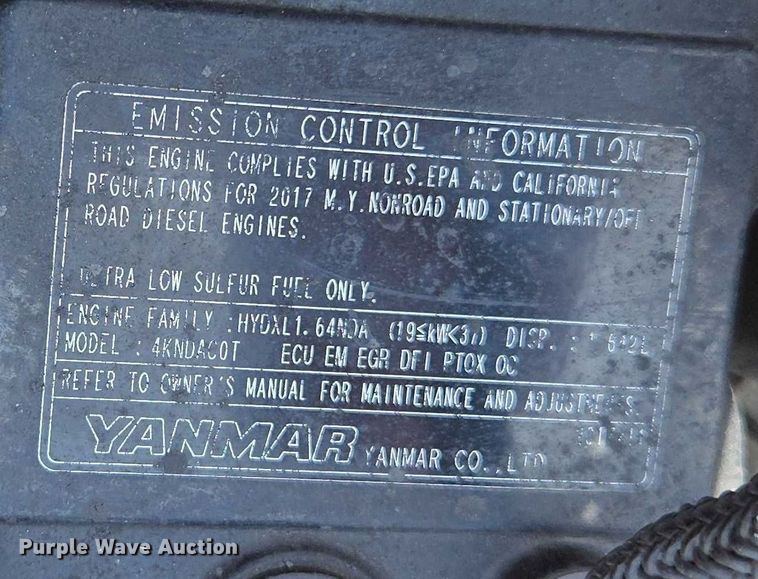 EMISSION CONTROL INFORMATION
THIS ENGINE COMPLIES WITH U.S.EPA AND CALIFORNIA
REGULATIONS FOR 2017 M.Y.NONROAD AND STATIONARY/OFF-
ROAD DIESEL ENGINES.
ULTRA LOW SULFUR FUEL ONLY.
ENGINE FAMILY :HYDXL1.64NDA (19≤kW<37) DISP. :
MODEL : 4KNDAC0T ECU EM EGR DFI PTOX OC
REFER TO OWNER'S MANUAL FOR MAINTENANCE AND ADJUSTMENTS
YANMAR YANMAR CO.,LTD
Purple Wave Auction